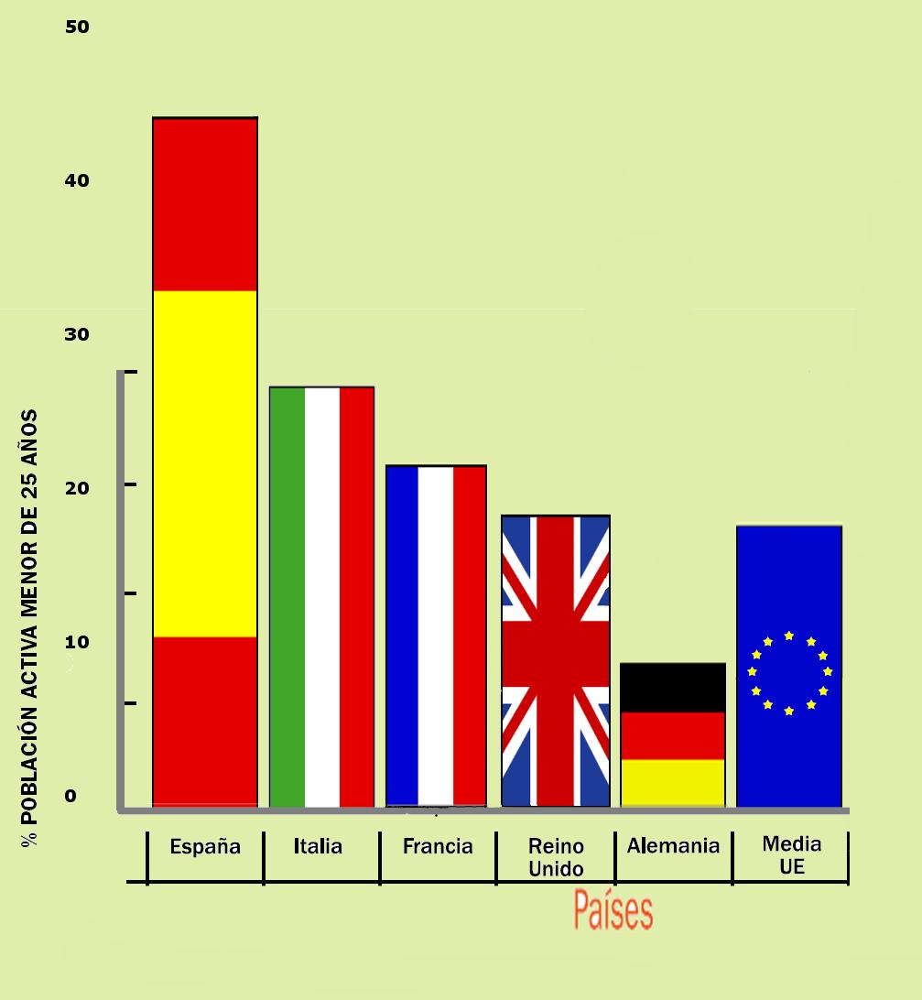 50
40
30
20
10
0
% POBLACIÓN ACTIVA MENOR DE 25 AÑOS
España
Italia
Francia
Reino
Unido
Alemania
Media
UE
Países